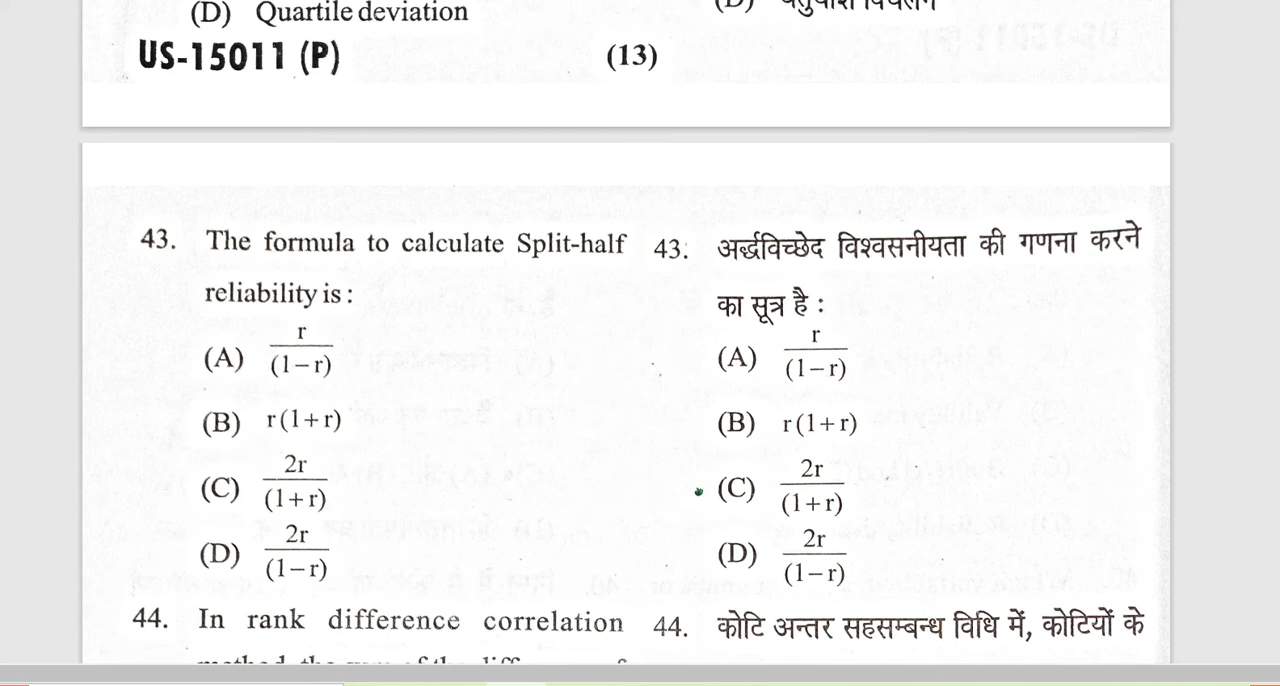 (D) Quartile deviation
US-15011 (P)
(13)
43. The formula to calculate Split-half
reliability is :
(A) r/(1−r)
(B) r(1+r)
(C) 2r/(1+r)
(D) 2r/(1−r)
44. In rank difference correlation
43. अर्द्धविच्छेद विश्वसनीयता की गणना करने
का सूत्र है :
(A) r/(1−r)
(B) r(1+r)
(C) 2r/(1+r)
(D) 2r/(1−r)
44. कोटि अन्तर सहसम्बन्ध विधि में, कोटियों के